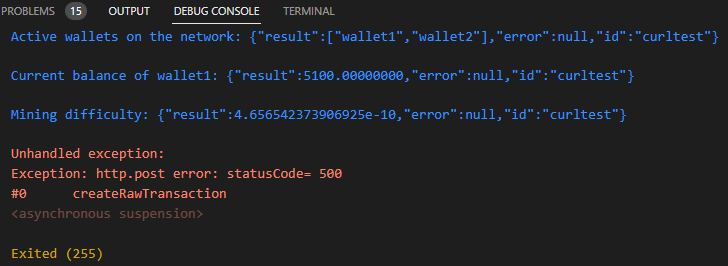 PROBLEMS 15 OUTPUT DEBUG CONSOLE TERMINAL
Active wallets on the network: {"result":["wallet1","wallet2"],"error":null,"id":"curltest"}
Current balance of wallet1: {"result":5100.00000000,"error":null,"id":"curltest"}
Mining difficulty: {"result":4.656542373906925e-10,"error":null,"id":"curltest"}
Unhandled exception:
Exception: http.post error: statusCode= 500
#0      createRawTransaction
<asynchronous suspension>
Exited (255)